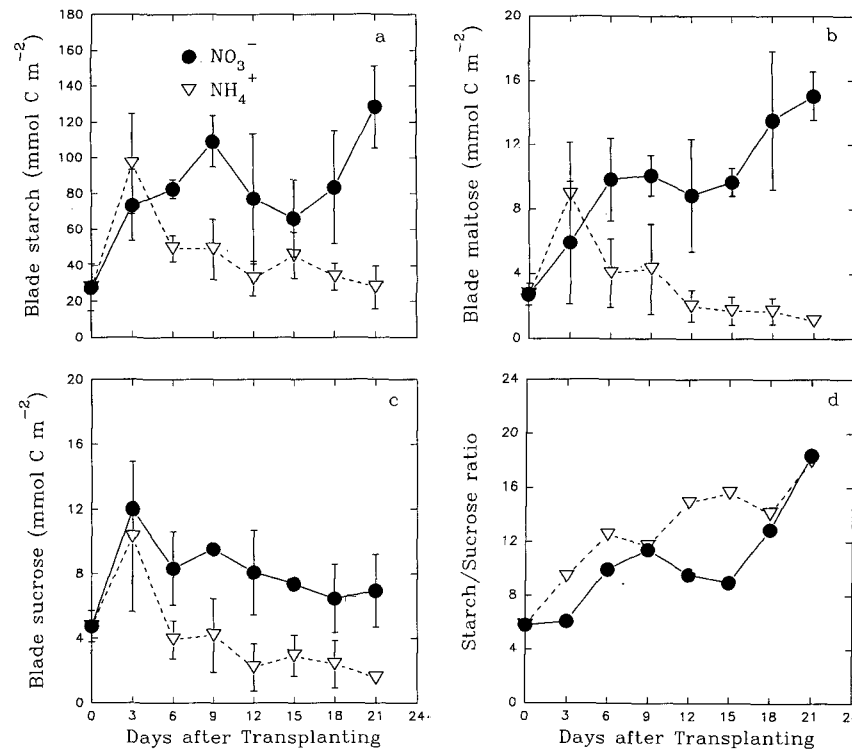 180
160
140
120
100
80
60
40
20
0
Blade starch (mmol C m⁻²)
a
NO₃⁻
NH₄⁺
20
16
12
8
4
0
Blade maltose (mmol C m⁻²)
b
20
16
12
8
4
0
Blade sucrose (mmol C m⁻²)
c
0 3 6 9 12 15 18 21 24
Days after Transplanting
24
20
16
12
8
4
0
Starch/Sucrose ratio
d
0 3 6 9 12 15 18 21 24
Days after Transplanting